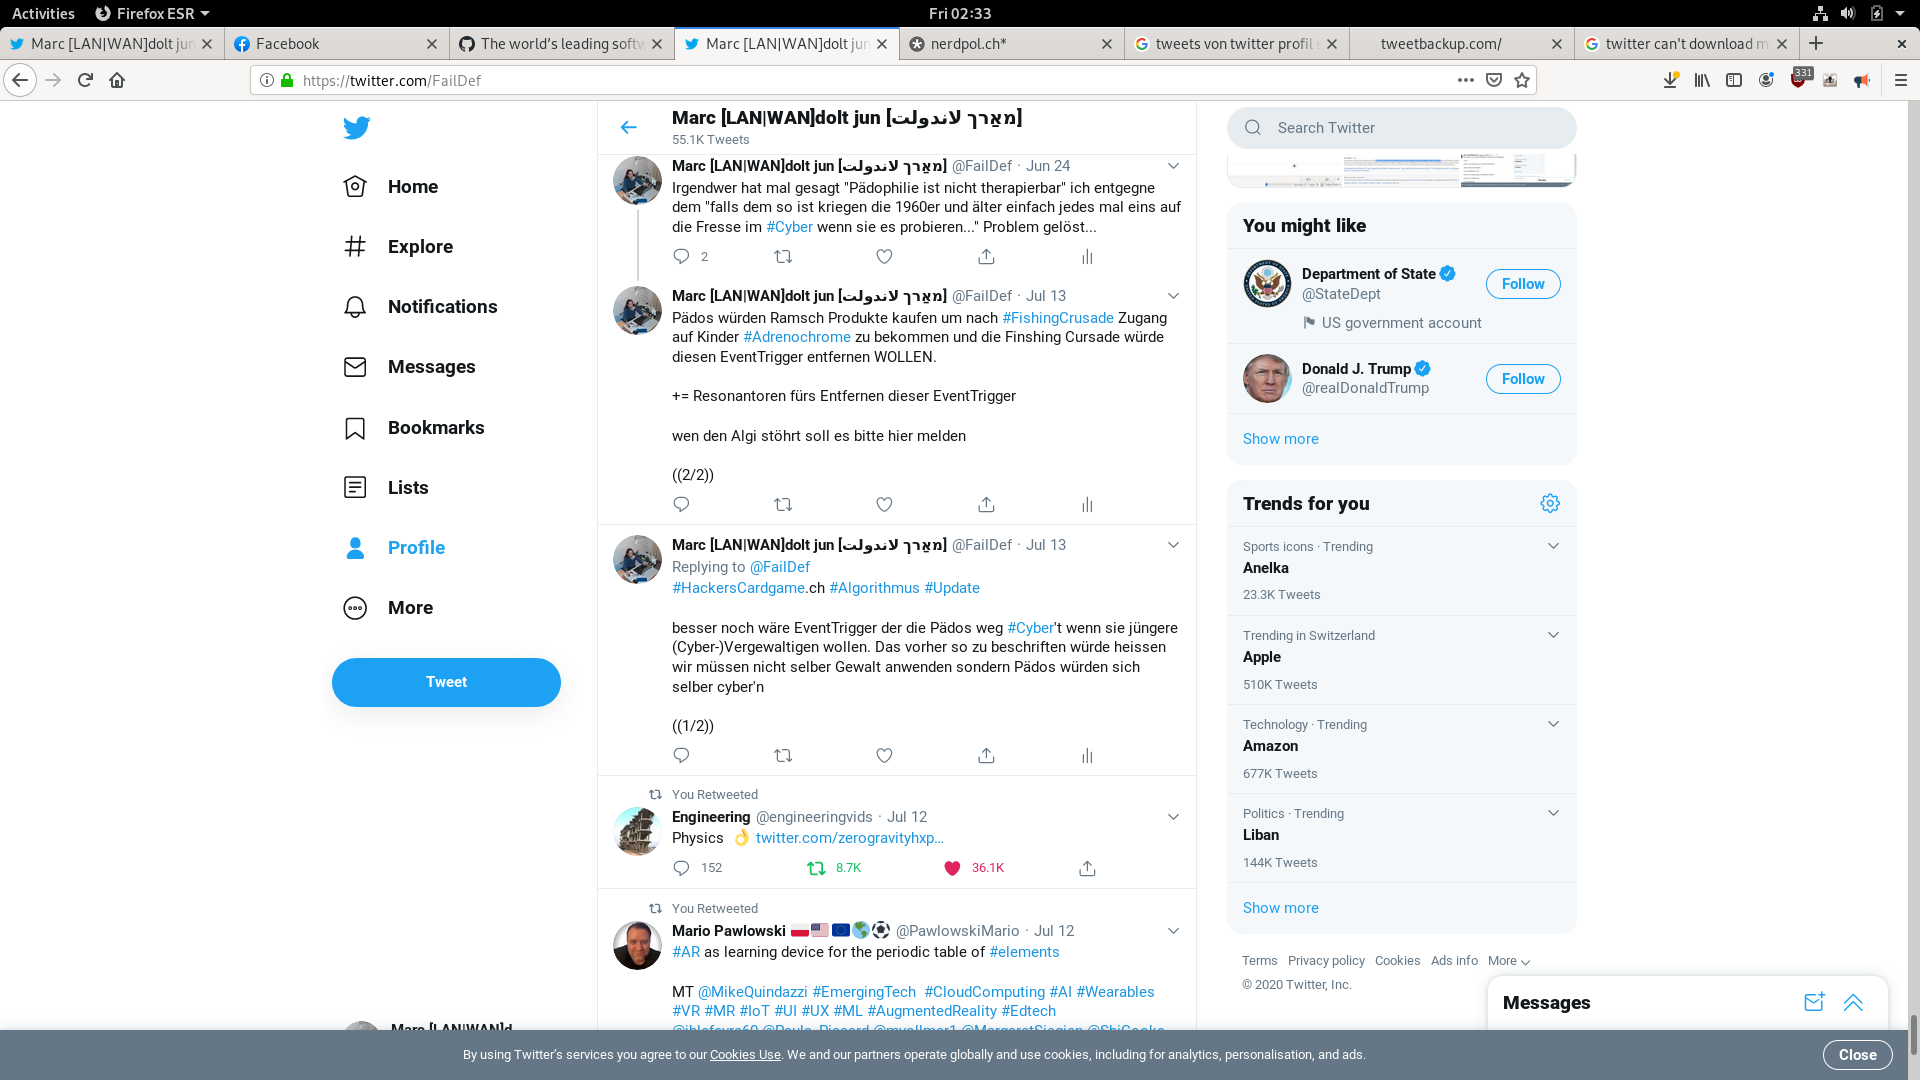 Activities
Firefox ESR
Fri 02:33
Marc [LAN|WAN]dolt jun
Facebook
The world's leading softw
Marc [LAN|WAN]dolt jun
nerdpol.ch*
tweets von twitter profil s
tweetbackup.com/
twitter can't download m
https://twitter.com/FailDef
331
Home
Explore
Notifications
Messages
Bookmarks
Lists
Profile
More
Tweet
Marc [LAN|WAN]d
Marc [LAN|WAN]dolt jun [מאַרך לאנדולט]
55.1K Tweets
Marc [LAN|WAN]dolt jun [מאַרך לאנדולט] @FailDef · Jun 24
Irgendwer hat mal gesagt "Pädophilie ist nicht therapierbar" ich entgegne
dem "falls dem so ist kriegen die 1960er und älter einfach jedes mal eins auf
die Fresse im #Cyber wenn sie es probieren..." Problem gelöst...
2
Marc [LAN|WAN]dolt jun [מאַרך לאנדולט] @FailDef · Jul 13
Pädos würden Ramsch Produkte kaufen um nach #FishingCrusade Zugang
auf Kinder #Adrenochrome zu bekommen und die Finshing Cursade würde
diesen EventTrigger entfernen WOLLEN.
+= Resonantoren fürs Entfernen dieser EventTrigger
wen den Algi stöhrt soll es bitte hier melden
((2/2))
Marc [LAN|WAN]dolt jun [מאַרך לאנדולט] @FailDef · Jul 13
Replying to @FailDef
#HackersCardgame.ch #Algorithmus #Update
besser noch wäre EventTrigger der die Pädos weg #Cyber't wenn sie jüngere
(Cyber-)Vergewaltigen wollen. Das vorher so zu beschriften würde heissen
wir müssen nicht selber Gewalt anwenden sondern Pädos würden sich
selber cyber'n
((1/2))
You Retweeted
Engineering @engineeringvids · Jul 12
Physics 👌 twitter.com/zerogravityhxp…
152 8.7K 36.1K
You Retweeted
Mario Pawlowski 🇵🇱🇺🇸🇪🇺🌎⚽ @PawlowskiMario · Jul 12
#AR as learning device for the periodic table of #elements
MT @MikeQuindazzi #EmergingTech #CloudComputing #AI #Wearables
#VR #MR #IoT #UI #UX #ML #AugmentedReality #Edtech
Search Twitter
You might like
Department of State
@StateDept
US government account
Follow
Donald J. Trump
@realDonaldTrump
Follow
Show more
Trends for you
Sports icons · Trending
Anelka
23.3K Tweets
Trending in Switzerland
Apple
510K Tweets
Technology · Trending
Amazon
677K Tweets
Politics · Trending
Liban
144K Tweets
Show more
Terms Privacy policy Cookies Ads info More
© 2020 Twitter, Inc.
Messages
By using Twitter's services you agree to our Cookies Use. We and our partners operate globally and use cookies, including for analytics, personalisation, and ads.
Close